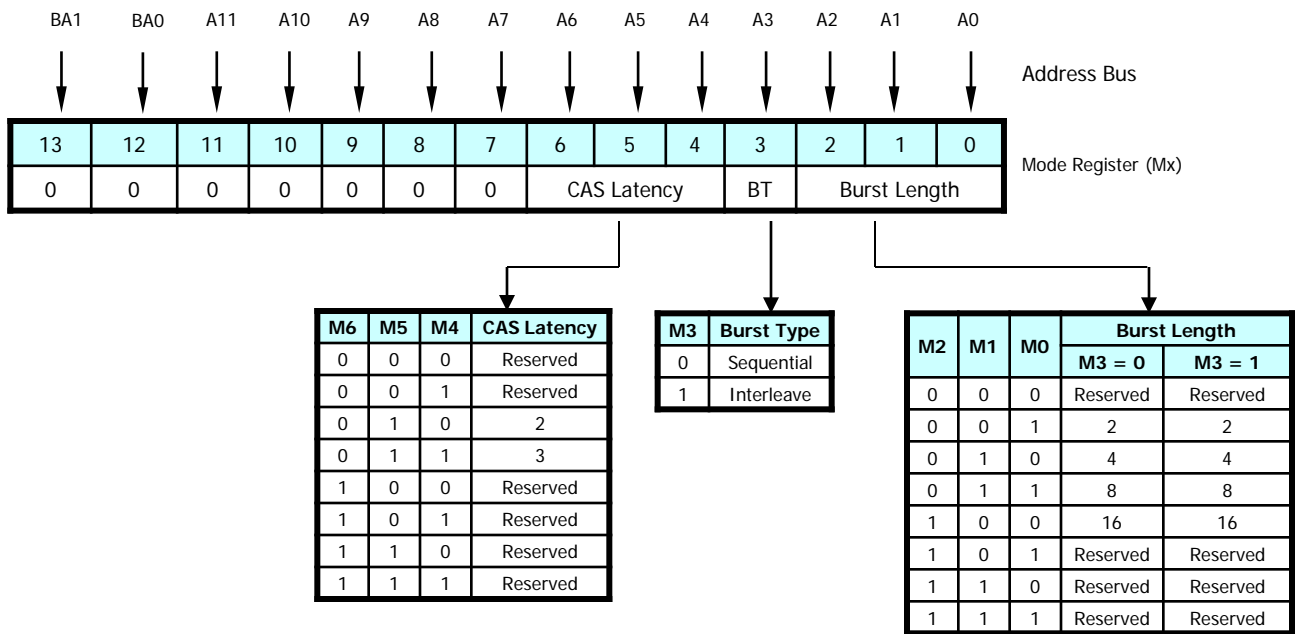 BA1 BA0 A11 A10 A9 A8 A7 A6 A5 A4 A3 A2 A1 A0
Address Bus
13 12 11 10 9 8 7 6 5 4 3 2 1 0
0 0 0 0 0 0 0 CAS Latency BT Burst Length
Mode Register (Mx)
M6 M5 M4 CAS Latency
0 0 0 Reserved
0 0 1 Reserved
0 1 0 2
0 1 1 3
1 0 0 Reserved
1 0 1 Reserved
1 1 0 Reserved
1 1 1 Reserved
M3 Burst Type
0 Sequential
1 Interleave
M2 M1 M0 Burst Length
M3 = 0 M3 = 1
0 0 0 Reserved Reserved
0 0 1 2 2
0 1 0 4 4
0 1 1 8 8
1 0 0 16 16
1 0 1 Reserved Reserved
1 1 0 Reserved Reserved
1 1 1 Reserved Reserved